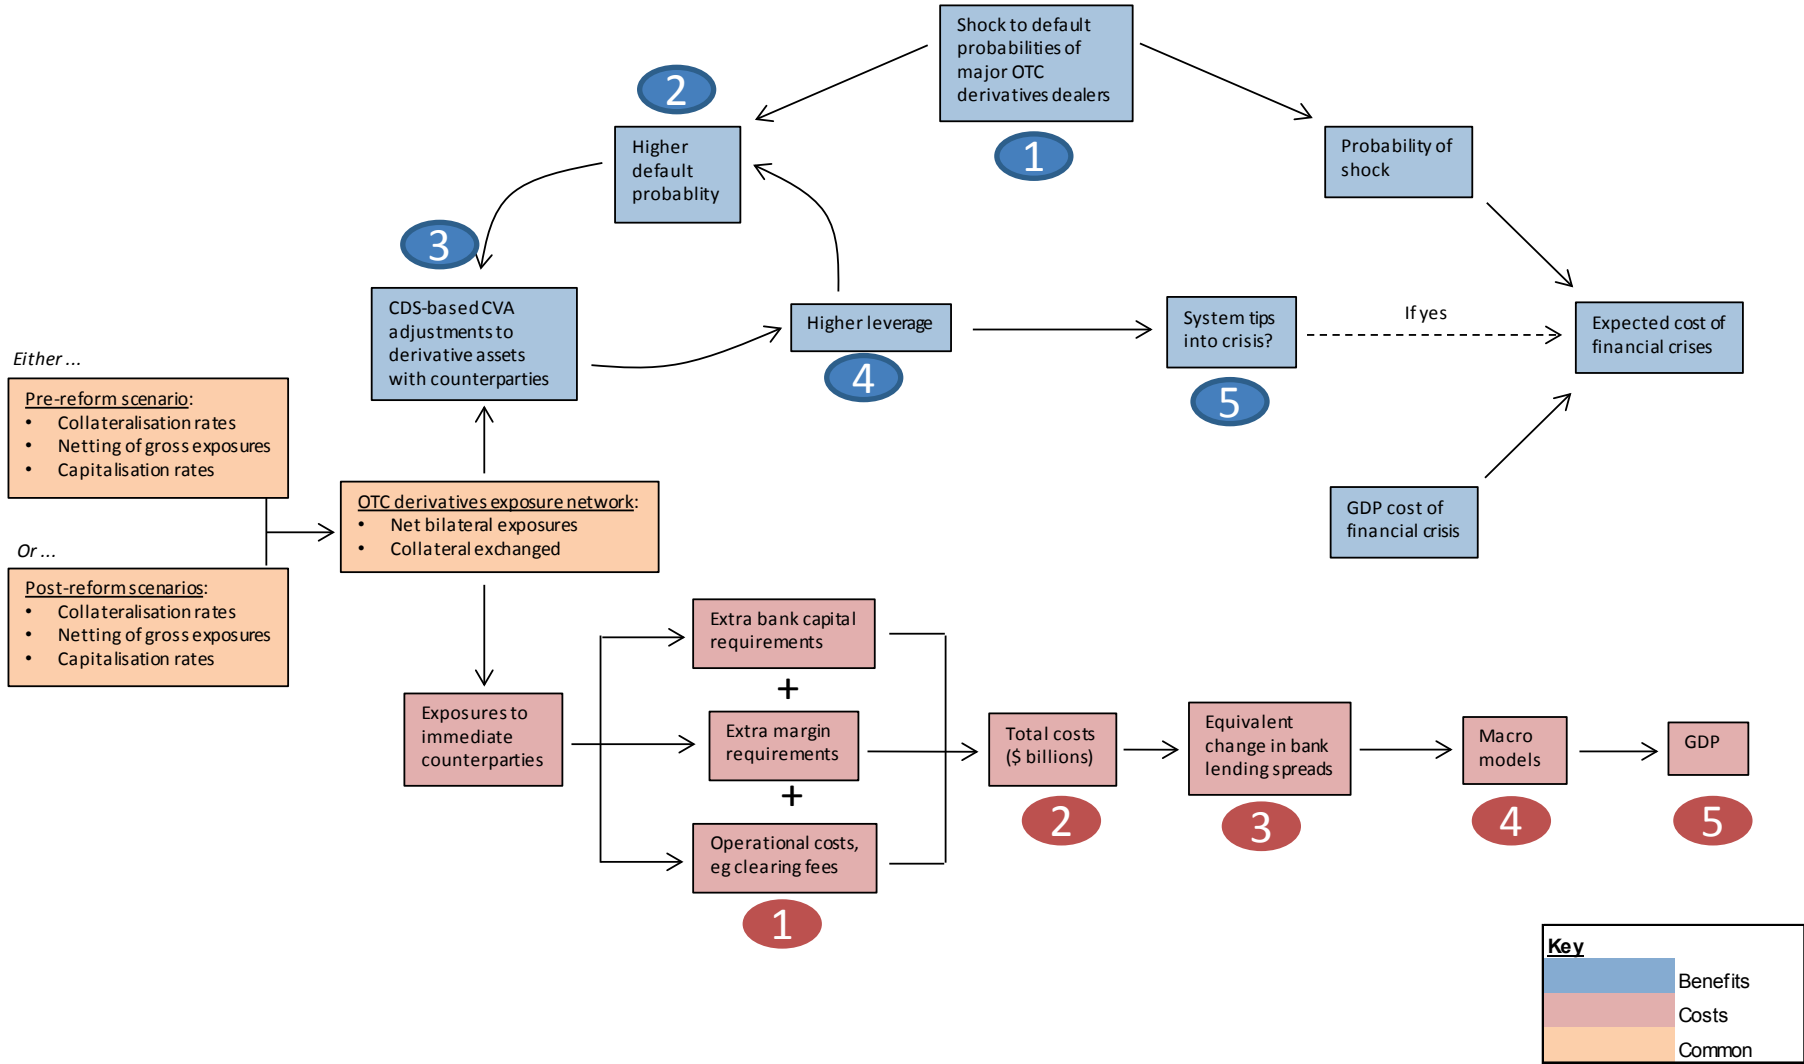 Shock to default
probabilities of
major OTC
derivatives dealers
1
2
Higher
default
probablity
Probability of
shock
3
CDS-based CVA
adjustments to
derivative assets
with counterparties
Higher leverage
4
System tips
into crisis?
5
If yes
Expected cost of
financial crises
GDP cost of
financial crisis
Either ...
Pre-reform scenario:
• Collateralisation rates
• Netting of gross exposures
• Capitalisation rates
Or ...
Post-reform scenarios:
• Collateralisation rates
• Netting of gross exposures
• Capitalisation rates
OTC derivatives exposure network:
• Net bilateral exposures
• Collateral exchanged
Exposures to
immediate
counterparties
Extra bank capital
requirements
+
Extra margin
requirements
+
Operational costs,
eg clearing fees
1
Total costs
($ billions)
2
Equivalent
change in bank
lending spreads
3
Macro
models
4
GDP
5
Key
Benefits
Costs
Common